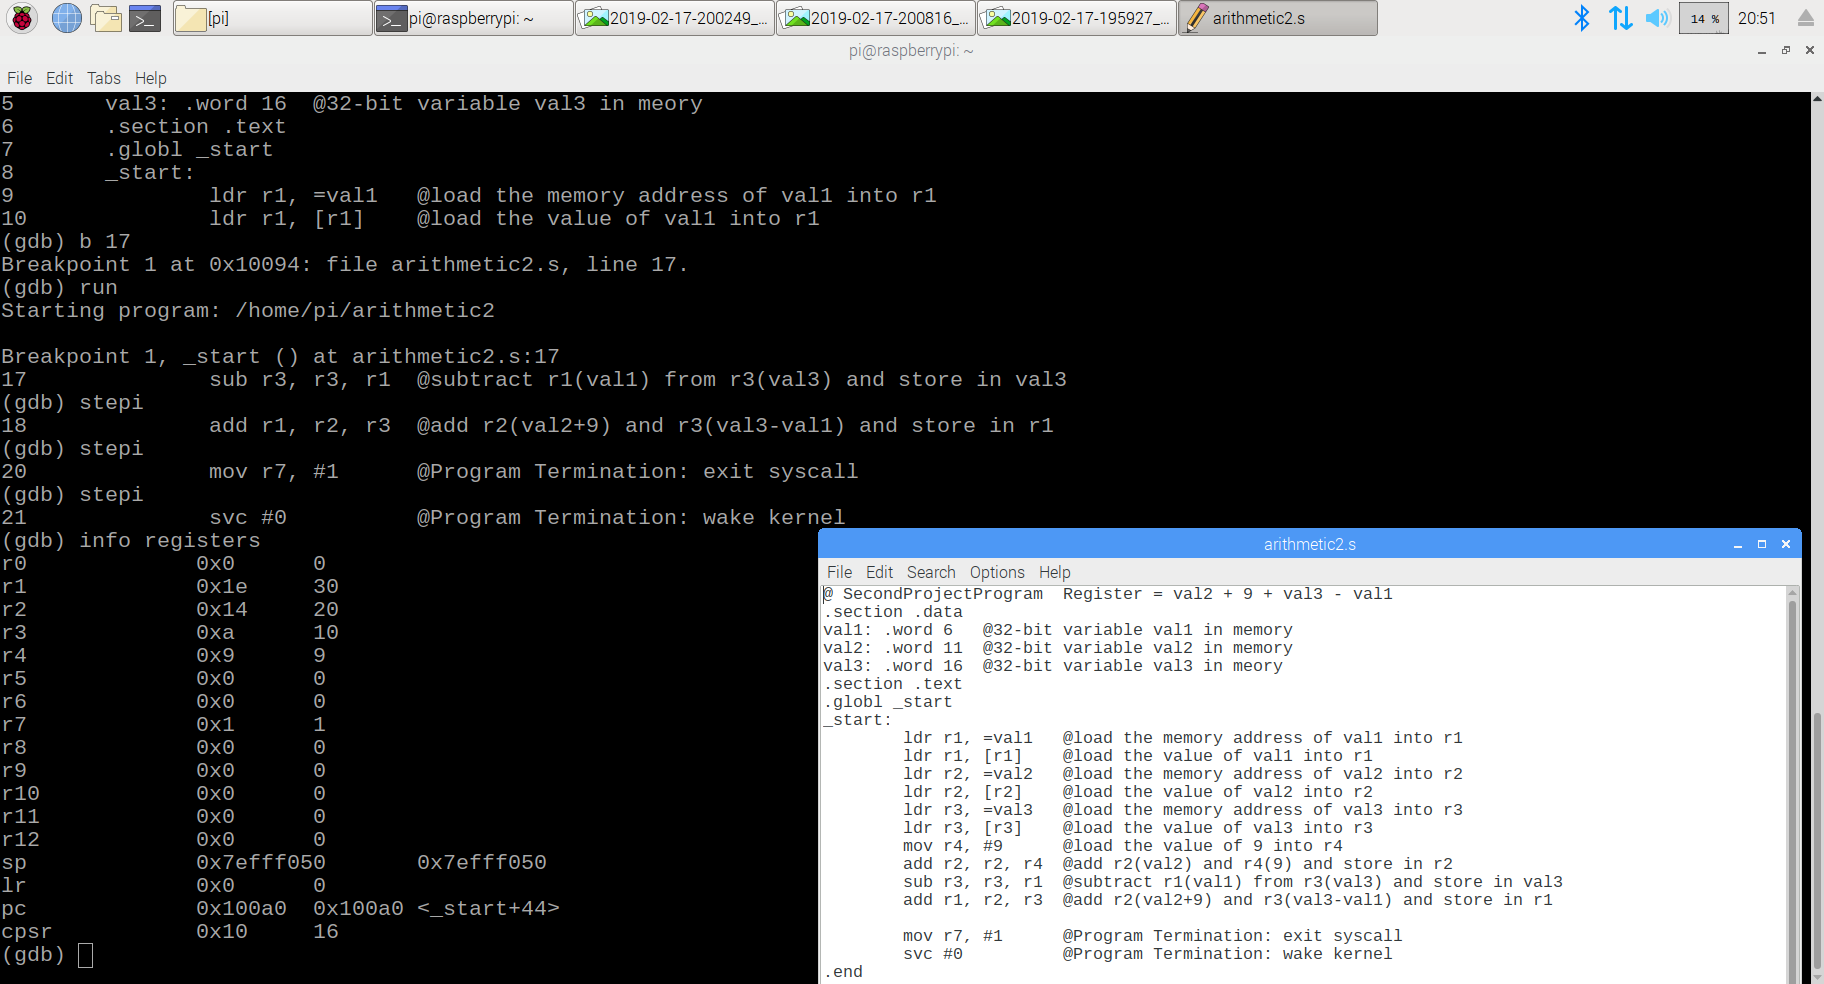 [pi]
pi@raspberrypi: ~
2019-02-17-200249_...
2019-02-17-200816_...
2019-02-17-195927_...
arithmetic2.s
14 %
20:51
pi@raspberrypi: ~
File Edit Tabs Help
5       val3: .word 16  @32-bit variable val3 in meory
6       .section .text
7       .globl _start
8       _start:
9               ldr r1, =val1   @load the memory address of val1 into r1
10              ldr r1, [r1]    @load the value of val1 into r1
(gdb) b 17
Breakpoint 1 at 0x10094: file arithmetic2.s, line 17.
(gdb) run
Starting program: /home/pi/arithmetic2
Breakpoint 1, _start () at arithmetic2.s:17
17              sub r3, r3, r1  @subtract r1(val1) from r3(val3) and store in val3
(gdb) stepi
18              add r1, r2, r3  @add r2(val2+9) and r3(val3-val1) and store in r1
(gdb) stepi
20              mov r7, #1      @Program Termination: exit syscall
(gdb) stepi
21              svc #0          @Program Termination: wake kernel
(gdb) info registers
r0             0x0      0
r1             0x1e     30
r2             0x14     20
r3             0xa      10
r4             0x9      9
r5             0x0      0
r6             0x0      0
r7             0x1      1
r8             0x0      0
r9             0x0      0
r10            0x0      0
r11            0x0      0
r12            0x0      0
sp             0x7efff050       0x7efff050
lr             0x0      0
pc             0x100a0  0x100a0 <_start+44>
cpsr           0x10     16
(gdb)
arithmetic2.s
File Edit Search Options Help
@ SecondProjectProgram  Register = val2 + 9 + val3 - val1
.section .data
val1: .word 6   @32-bit variable val1 in memory
val2: .word 11  @32-bit variable val2 in memory
val3: .word 16  @32-bit variable val3 in meory
.section .text
.globl _start
_start:
        ldr r1, =val1   @load the memory address of val1 into r1
        ldr r1, [r1]    @load the value of val1 into r1
        ldr r2, =val2   @load the memory address of val2 into r2
        ldr r2, [r2]    @load the value of val2 into r2
        ldr r3, =val3   @load the memory address of val3 into r3
        ldr r3, [r3]    @load the value of val3 into r3
        mov r4, #9      @load the value of 9 into r4
        add r2, r2, r4  @add r2(val2) and r4(9) and store in r2
        sub r3, r3, r1  @subtract r1(val1) from r3(val3) and store in val3
        add r1, r2, r3  @add r2(val2+9) and r3(val3-val1) and store in r1
        mov r7, #1      @Program Termination: exit syscall
        svc #0          @Program Termination: wake kernel
.end